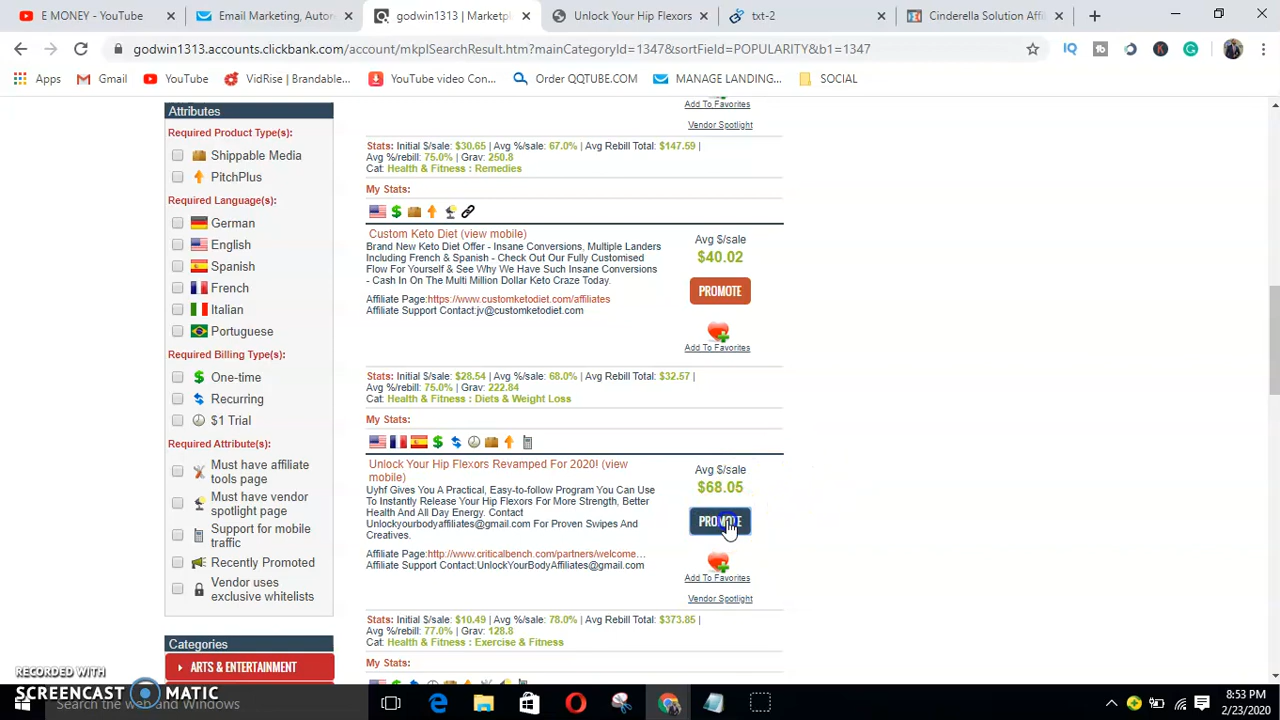 E MONEY - YouTube
Email Marketing, Autor
godwin1313 | Marketpl
Unlock Your Hip Flexors
txt-2
Cinderella Solution Affil
godwin1313.accounts.clickbank.com/account/mkplSearchResult.htm?mainCategoryId=1347&sortField=POPULARITY&b1=1347
Apps
Gmail
YouTube
VidRise | Brandable...
YouTube video Con...
Order QQTUBE.COM
MANAGE LANDING...
SOCIAL
Attributes
Required Product Type(s):
Shippable Media
PitchPlus
Required Language(s):
German
English
Spanish
French
Italian
Portuguese
Required Billing Type(s):
One-time
Recurring
$1 Trial
Required Attribute(s):
Must have affiliate
tools page
Must have vendor
spotlight page
Support for mobile
traffic
Recently Promoted
Vendor uses
exclusive whitelists
Categories
ARTS & ENTERTAINMENT
Add To Favorites
Vendor Spotlight
Stats: Initial $/sale: $30.65 | Avg %/sale: 67.0% | Avg Rebill Total: $147.59 |
Avg %/rebill: 75.0% | Grav: 250.8
Cat: Health & Fitness : Remedies
My Stats:
Custom Keto Diet (view mobile)
Brand New Keto Diet Offer - Insane Conversions, Multiple Landers
Including French & Spanish - Check Out Our Fully Customised
Flow For Yourself & See Why We Have Such Insane Conversions
- Cash In On The Multi Million Dollar Keto Craze Today.
Affiliate Page:https://www.customketodiet.com/affiliates
Affiliate Support Contact:jv@customketodiet.com
Avg $/sale
$40.02
PROMOTE
Add To Favorites
Stats: Initial $/sale: $28.54 | Avg %/sale: 68.0% | Avg Rebill Total: $32.57 |
Avg %/rebill: 75.0% | Grav: 222.84
Cat: Health & Fitness : Diets & Weight Loss
My Stats:
Unlock Your Hip Flexors Revamped For 2020! (view
mobile)
Uyhf Gives You A Practical, Easy-to-follow Program You Can Use
To Instantly Release Your Hip Flexors For More Strength, Better
Health And All Day Energy. Contact
Unlockyourbodyaffiliates@gmail.com For Proven Swipes And
Creatives.
Affiliate Page:http://www.criticalbench.com/partners/welcome...
Affiliate Support Contact:UnlockYourBodyAffiliates@gmail.com
Avg $/sale
$68.05
PROMOTE
Add To Favorites
Vendor Spotlight
Stats: Initial $/sale: $10.49 | Avg %/sale: 78.0% | Avg Rebill Total: $373.85 |
Avg %/rebill: 77.0% | Grav: 128.8
Cat: Health & Fitness : Exercise & Fitness
My Stats:
RECORDED WITH
SCREENCAST MATIC
Search the web and Windows
8:53 PM
2/23/2020